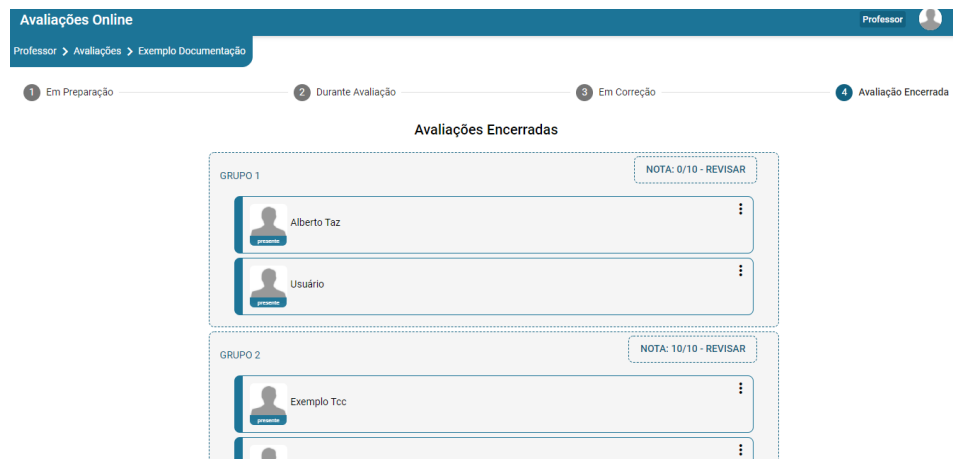 Avaliações Online
Professor
Professor > Avaliações > Exemplo Documentação
1 Em Preparação
2 Durante Avaliação
3 Em Correção
4 Avaliação Encerrada
Avaliações Encerradas
GRUPO 1
NOTA: 0/10 - REVISAR
Alberto Taz
presente
Usuário
presente
GRUPO 2
NOTA: 10/10 - REVISAR
Exemplo Tcc
presente